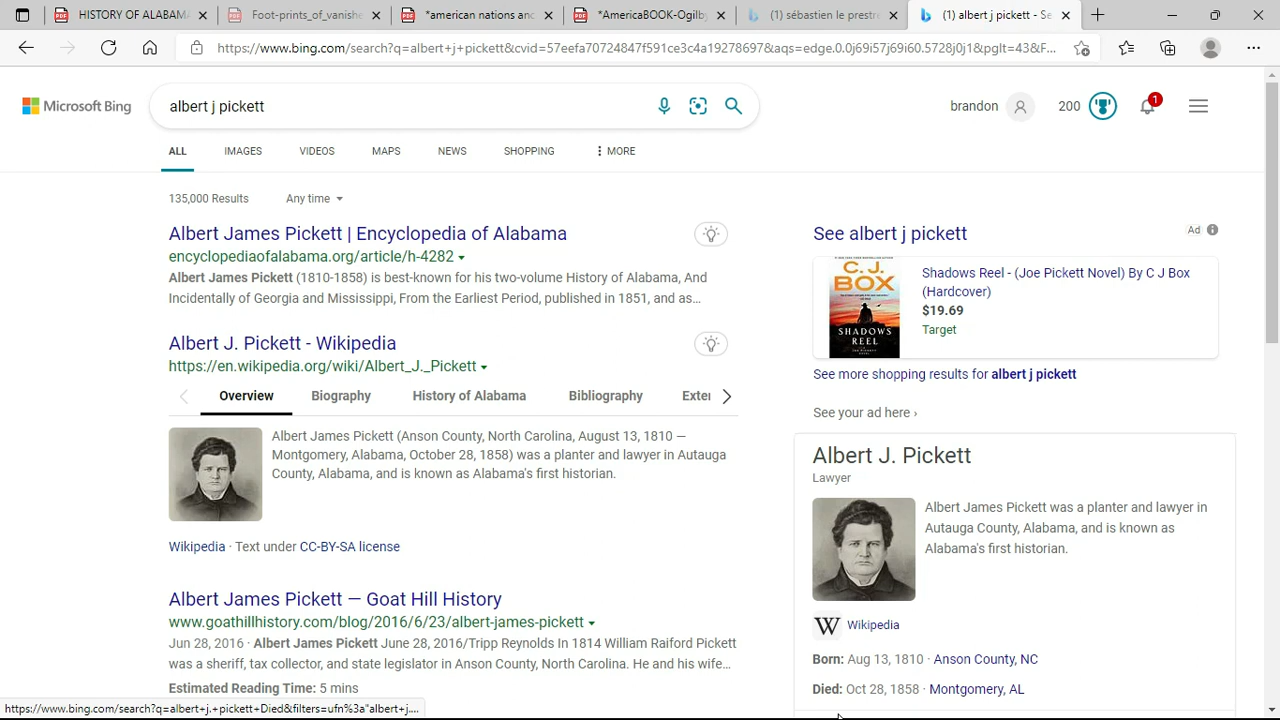 HISTORY OF ALABAMA
Foot-prints_of_vanishe
*american nations and
*AmericaBOOK-Ogilby
(1) sébastien le prestre
(1) albert j pickett - Se
https://www.bing.com/search?q=albert+j+pickett&cvid=57eefa70724847f591ce3c4a19278697&aqs=edge.0.0j69i57j69i60.5728j0j1&pglt=43&F...
Microsoft Bing
albert j pickett
brandon
200
1
ALL
IMAGES
VIDEOS
MAPS
NEWS
SHOPPING
MORE
135,000 Results
Any time
Albert James Pickett | Encyclopedia of Alabama
encyclopediaofalabama.org/article/h-4282
Albert James Pickett (1810-1858) is best-known for his two-volume History of Alabama, And
Incidentally of Georgia and Mississippi, From the Earliest Period, published in 1851, and as...
Albert J. Pickett - Wikipedia
https://en.wikipedia.org/wiki/Albert_J._Pickett
Overview
Biography
History of Alabama
Bibliography
Exter
Albert James Pickett (Anson County, North Carolina, August 13, 1810 —
Montgomery, Alabama, October 28, 1858) was a planter and lawyer in Autauga
County, Alabama, and is known as Alabama's first historian.
Wikipedia · Text under CC-BY-SA license
Albert James Pickett — Goat Hill History
www.goathillhistory.com/blog/2016/6/23/albert-james-pickett
Jun 28, 2016 · Albert James Pickett June 28, 2016/Tripp Reynolds In 1814 William Raiford Pickett
was a sheriff, tax collector, and state legislator in Anson County, North Carolina. He and his wife...
Estimated Reading Time: 5 mins
https://www.bing.com/search?q=albert+j.+pickett+Died&filters=ufn%3a"albert+j....
See albert j pickett
Ad
C.J.
BOX
SHADOWS
REEL
Shadows Reel - (Joe Pickett Novel) By C J Box
(Hardcover)
$19.69
Target
See more shopping results for albert j pickett
See your ad here ›
Albert J. Pickett
Lawyer
Albert James Pickett was a planter and lawyer in
Autauga County, Alabama, and is known as
Alabama's first historian.
W Wikipedia
Born: Aug 13, 1810 · Anson County, NC
Died: Oct 28, 1858 · Montgomery, AL